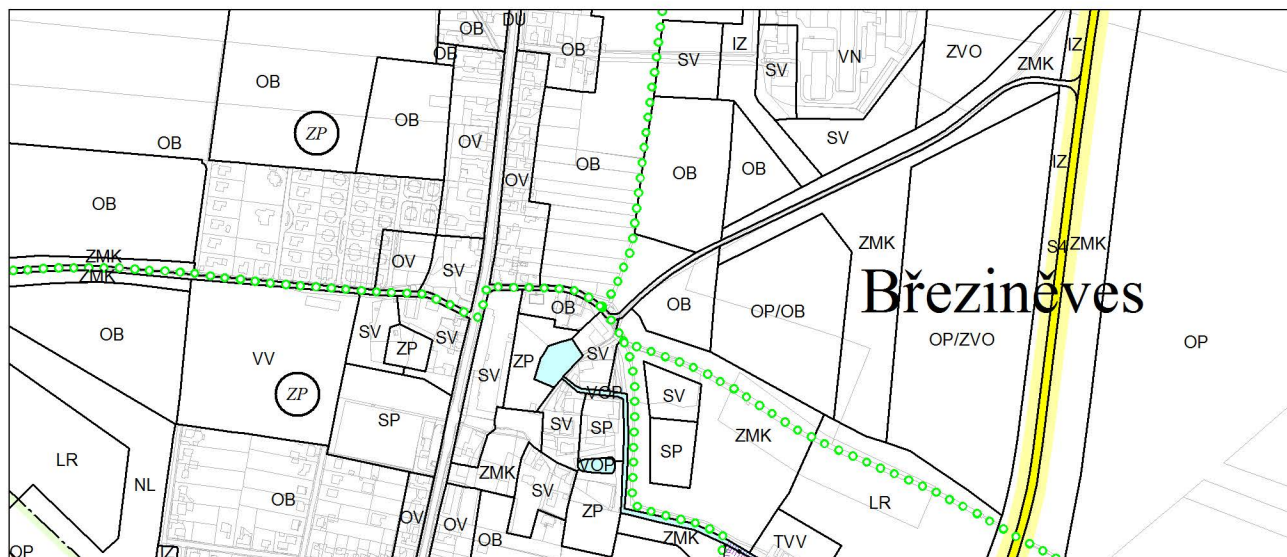 DU
OB
OB
OB
SV
IZ
SV
VN
ZVO
ZMK
IZ
OB
OB
ZP
OV
OB
OV
OB
OB
OB
SV
IZ
OB
ZMK
ZMK
OV
SV
ZMK
S4
ZMK
Březiněves
OB
VV
SV
ZP
SV
SV
ZP
OB
SV
OB
OP/OB
OP/ZVO
OP
ZP
SP
VOP
SV
SP
SV
SP
ZMK
LR
NL
OB
ZMK
SV
VOP
ZP
LR
OP
IZ
OV
OV
OB
ZMK
TVV